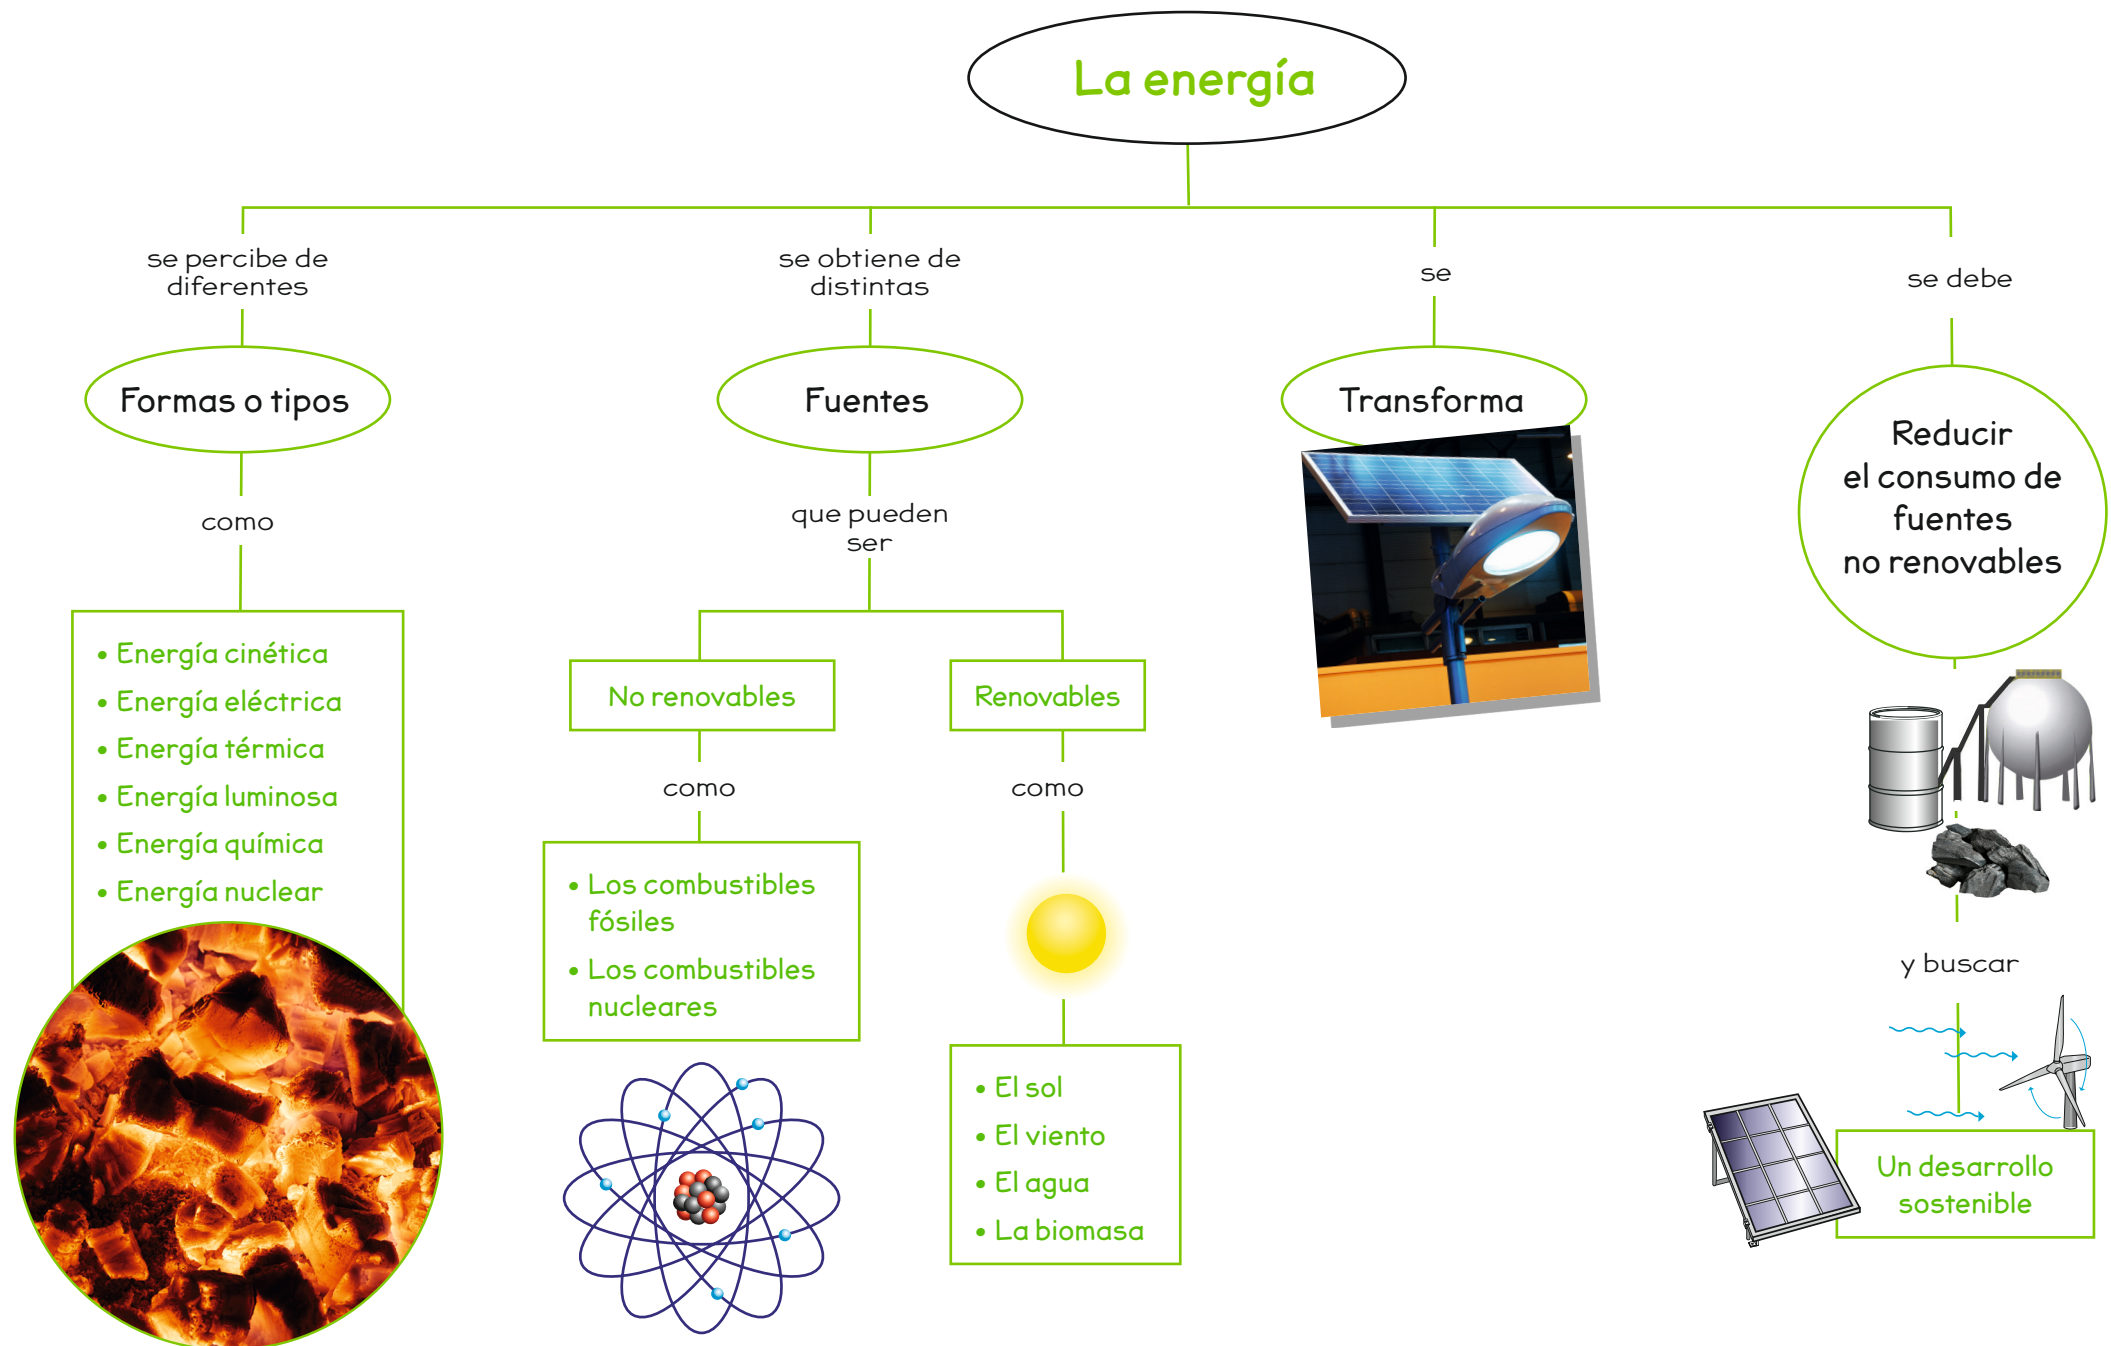 La energía
se percibe de
diferentes
Formas o tipos
como
• Energía cinética
• Energía eléctrica
• Energía térmica
• Energía luminosa
• Energía química
• Energía nuclear
se obtiene de
distintas
Fuentes
que pueden
ser
No renovables
como
• Los combustibles
fósiles
• Los combustibles
nucleares
Renovables
como
• El sol
• El viento
• El agua
• La biomasa
se
Transforma
se debe
Reducir
el consumo de
fuentes
no renovables
y buscar
Un desarrollo
sostenible